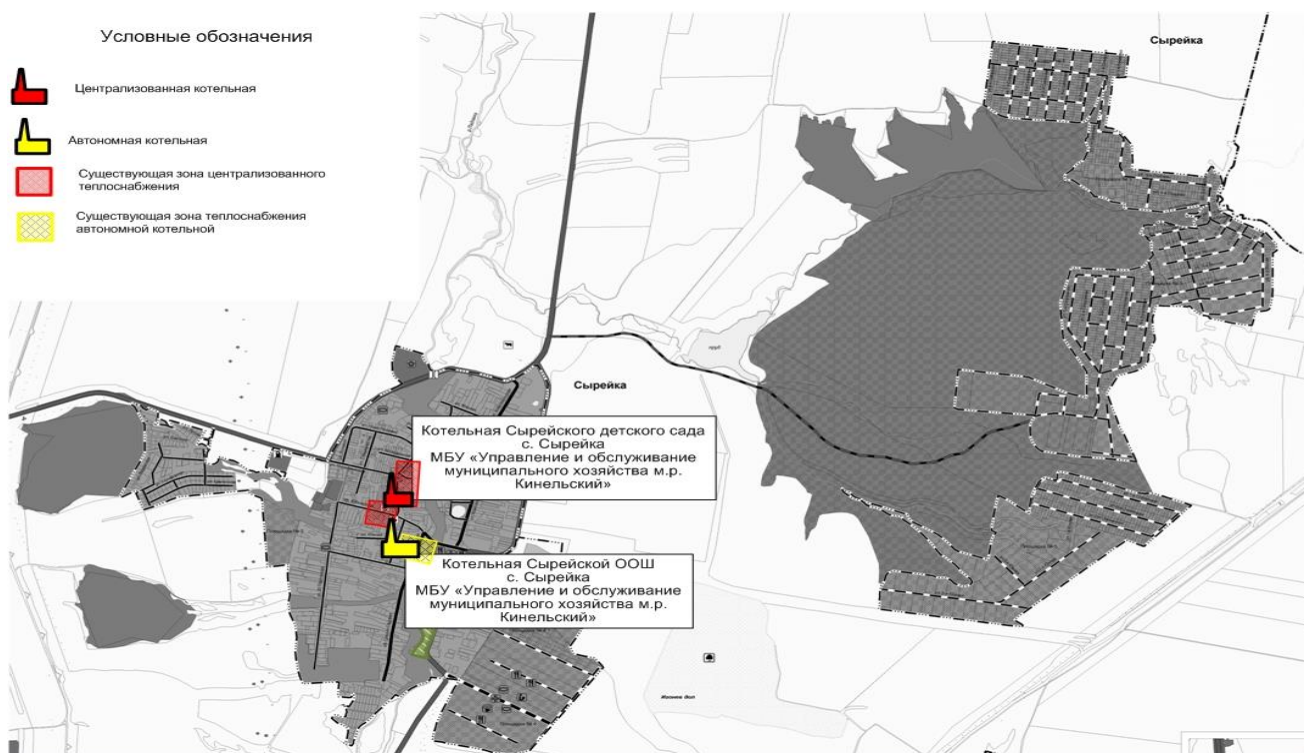 Условные обозначения
Централизованная котельная
Автономная котельная
Существующая зона централизованного
теплоснабжения
Существующая зона теплоснабжения
автономной котельной
Сырейка
пруд
Сырейка
Котельная Сырейского детского сада
с. Сырейка
МБУ «Управление и обслуживание
муниципального хозяйства м.р.
Кинельский»
Котельная Сырейской ООШ
с. Сырейка
МБУ «Управление и обслуживание
муниципального хозяйства м.р.
Кинельский»